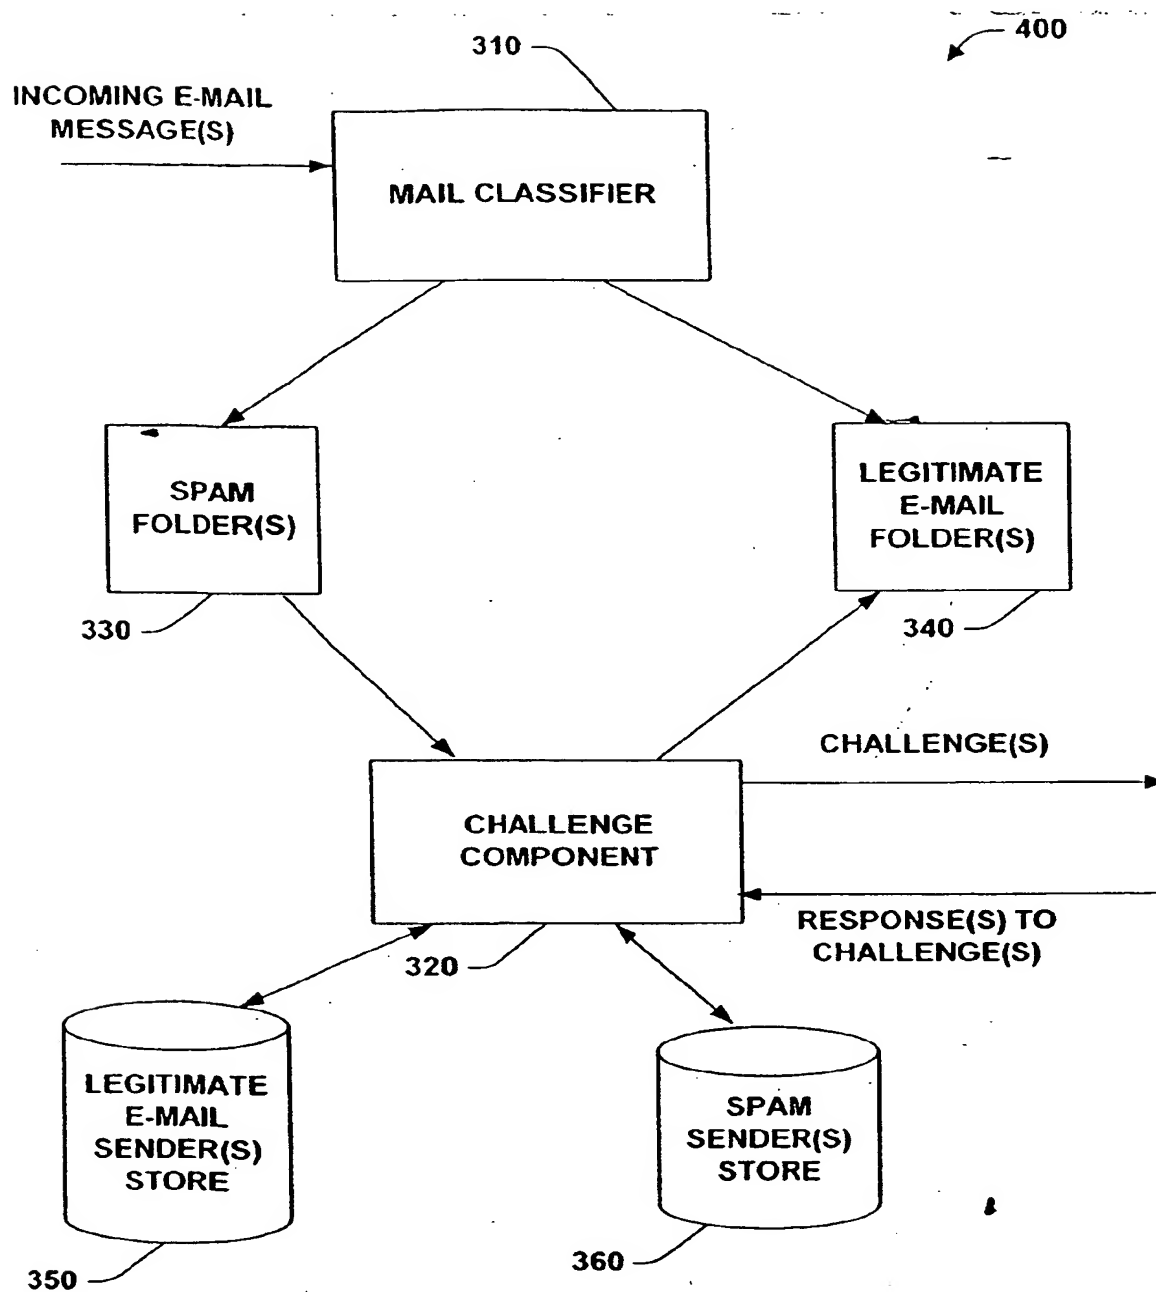 310
400
INCOMING E-MAIL
MESSAGE(S)
MAIL CLASSIFIER
SPAM
FOLDER(S)
LEGITIMATE
E-MAIL
FOLDER(S)
330
340
CHALLENGE(S)
CHALLENGE
COMPONENT
RESPONSE(S) TO
CHALLENGE(S)
320
LEGITIMATE
E-MAIL
SENDER(S)
STORE
SPAM
SENDER(S)
STORE
350
360